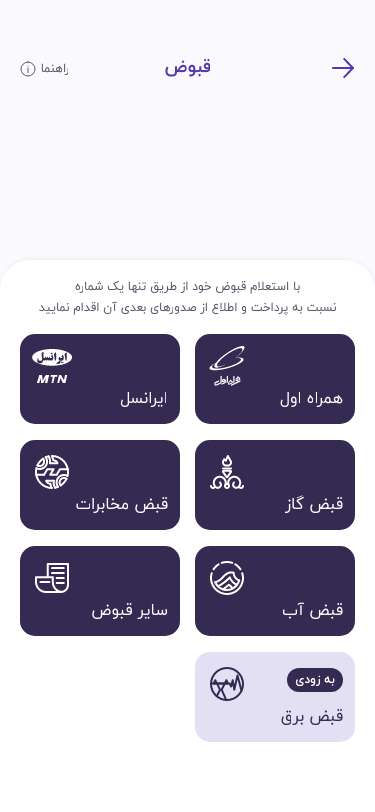 قبوض
راهنما
با استعلام قبوض خود از طریق تنها یک شماره
نسبت به پرداخت و اطلاع از صدورهای بعدی آن اقدام نمایید
همراه اول
همراه اول
ایرانسل
MTN
ایرانسل
قبض گاز
قبض مخابرات
قبض آب
سایر قبوض
به زودی
قبض برق